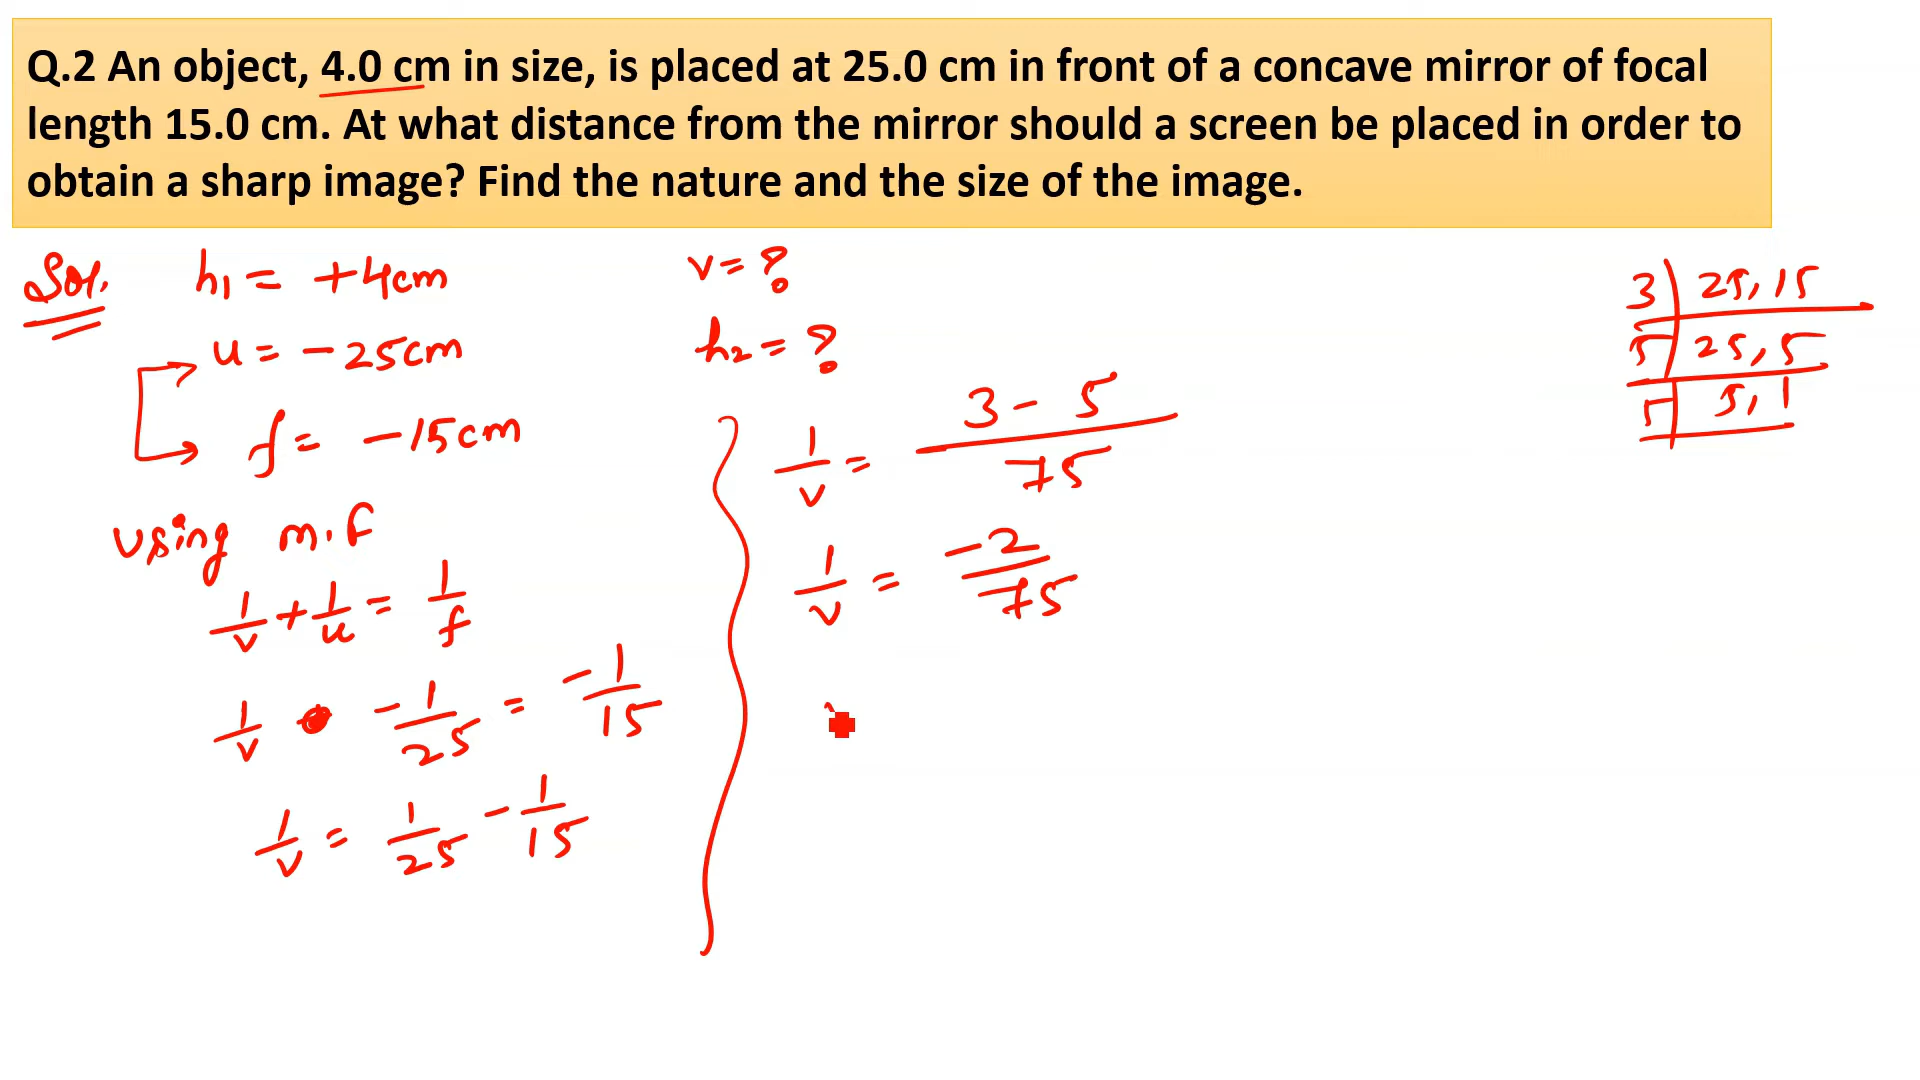 Q.2 An object, 4.0 cm in size, is placed at 25.0 cm in front of a concave mirror of focal
length 15.0 cm. At what distance from the mirror should a screen be placed in order to
obtain a sharp image? Find the nature and the size of the image.
Sol.
h₁ = +4cm
u = -25cm
f = -15cm
using m.f
1/v + 1/u = 1/f
1/v - 1/25 = -1/15
1/v = 1/25 - 1/15
v = ?
h₂ = ?
1/v = 3-5/75
1/v = -2/75
3 | 25, 15
5 | 25, 5
5 | 5, 1